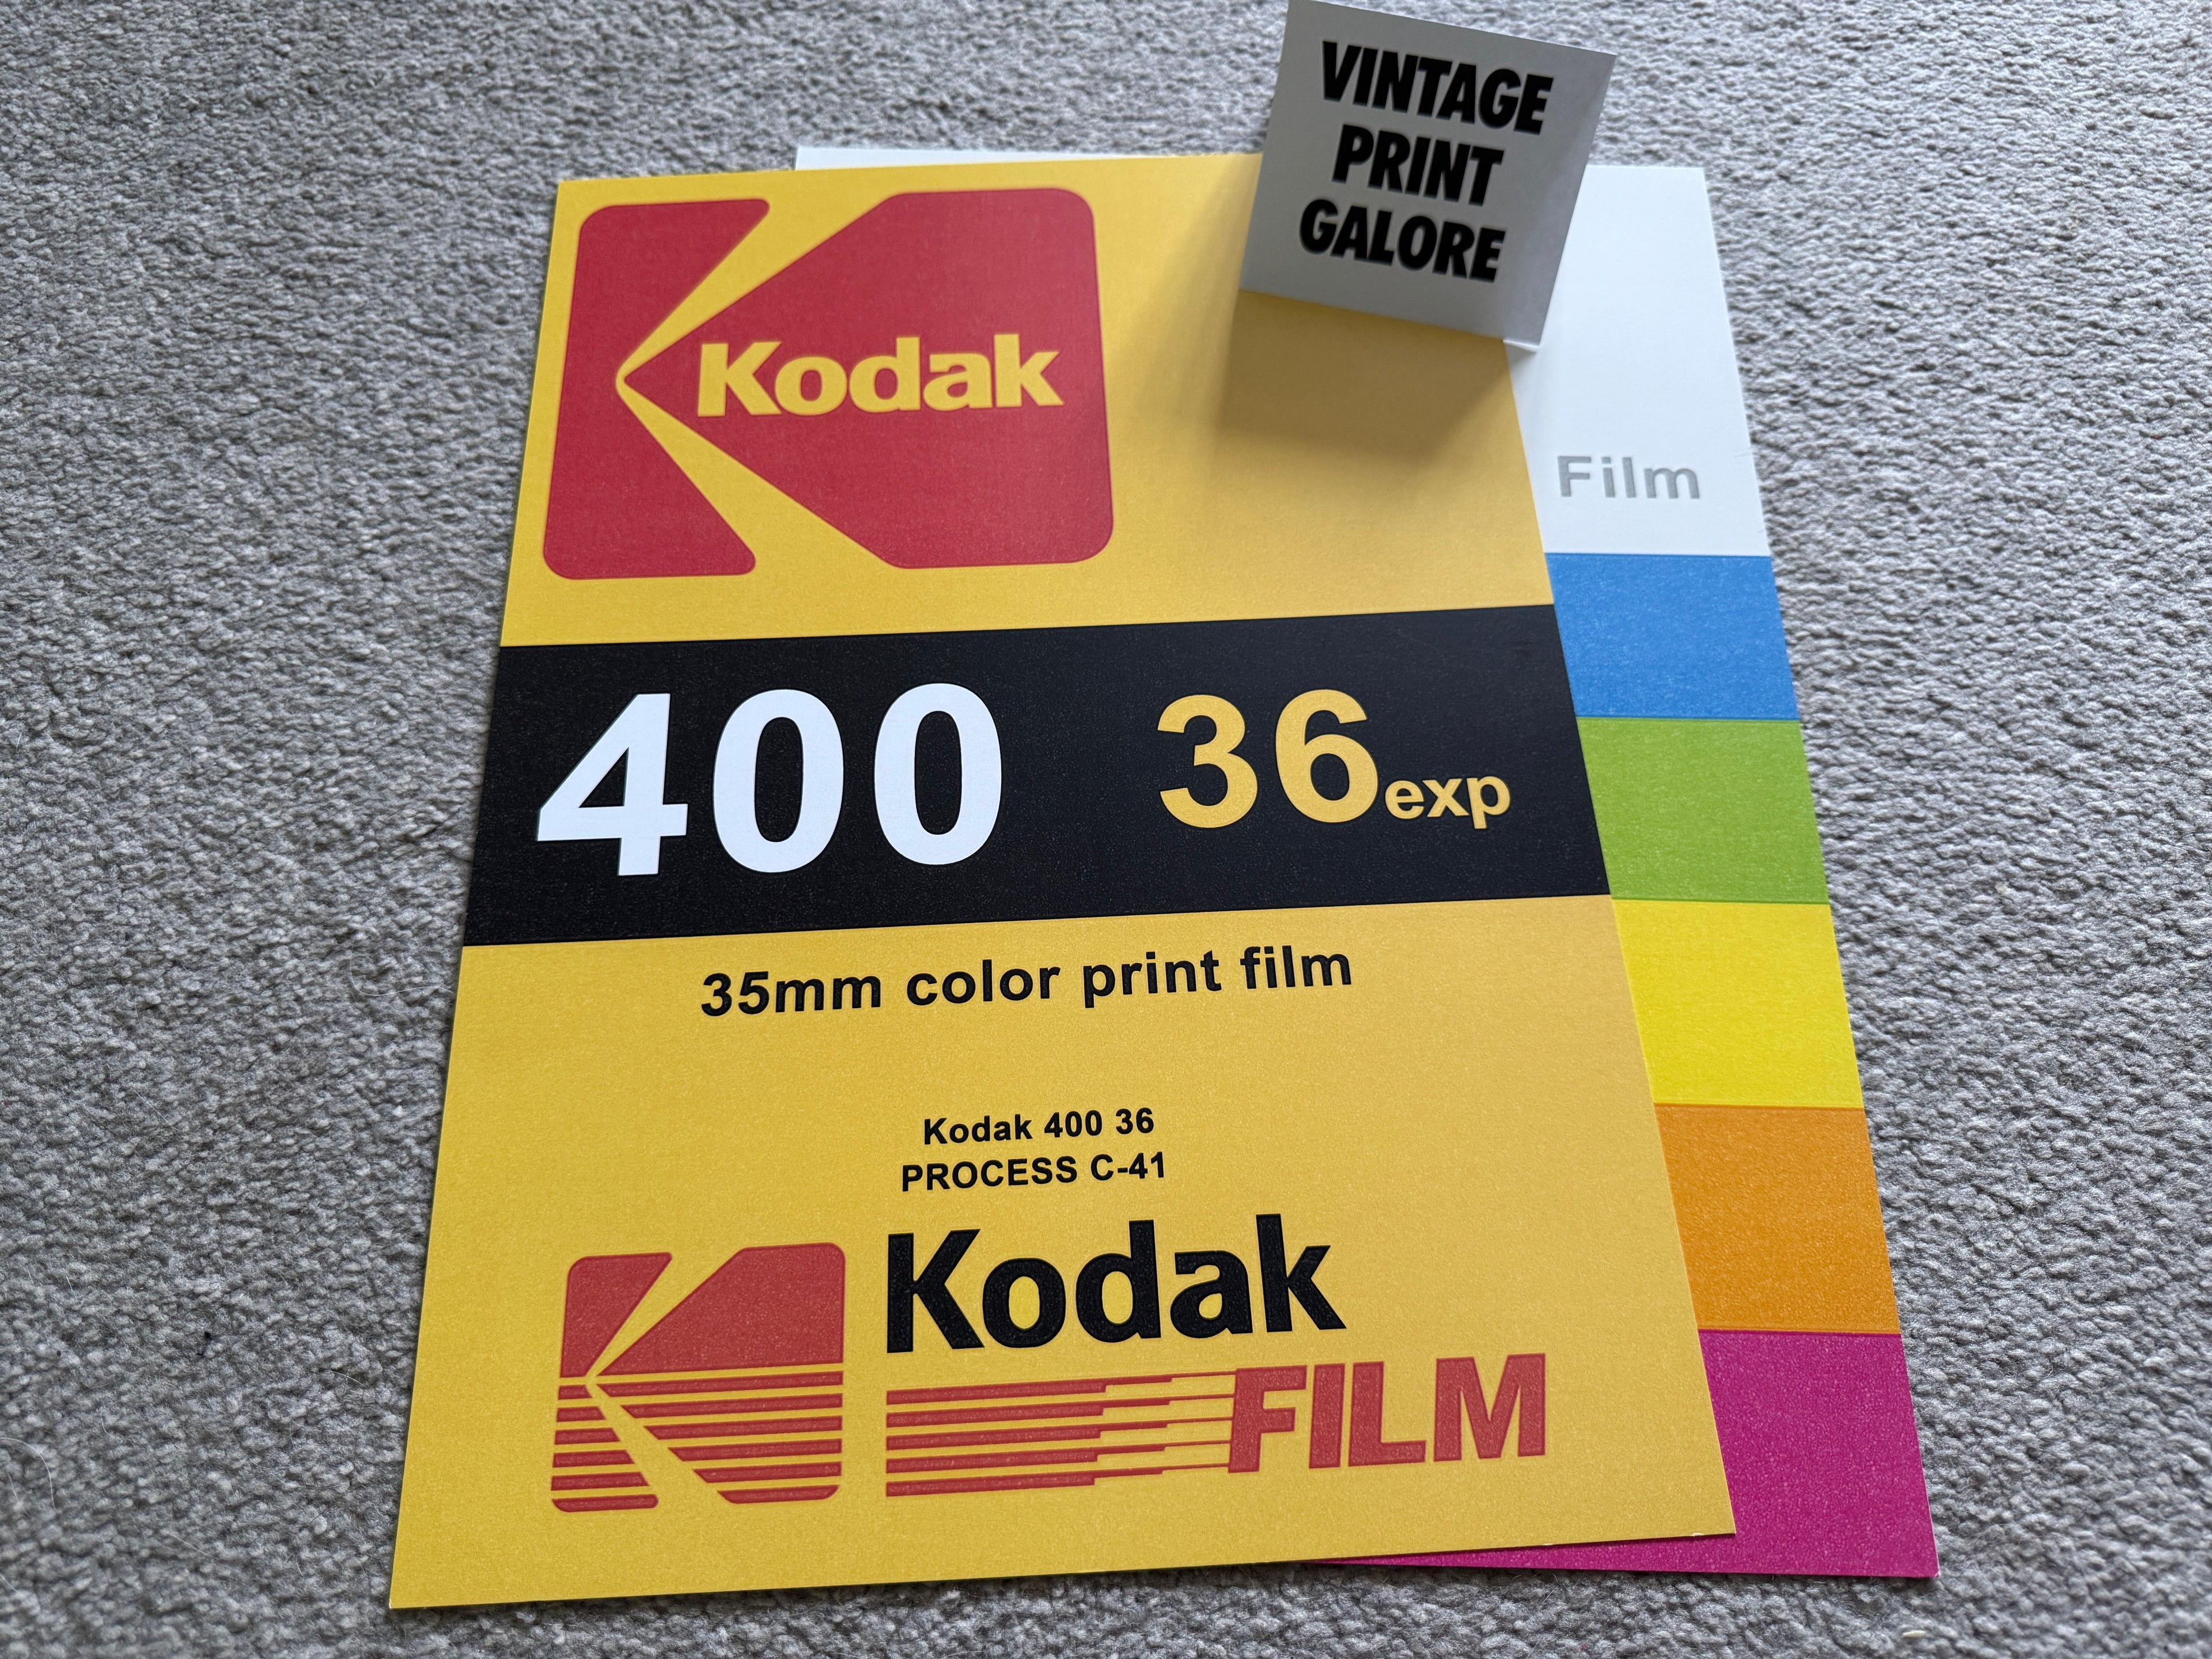 VINTAGE
PRINT
GALORE
Kodak
Film
400 36exp
35mm color print film
Kodak 400 36
PROCESS C-41
Kodak
FILM